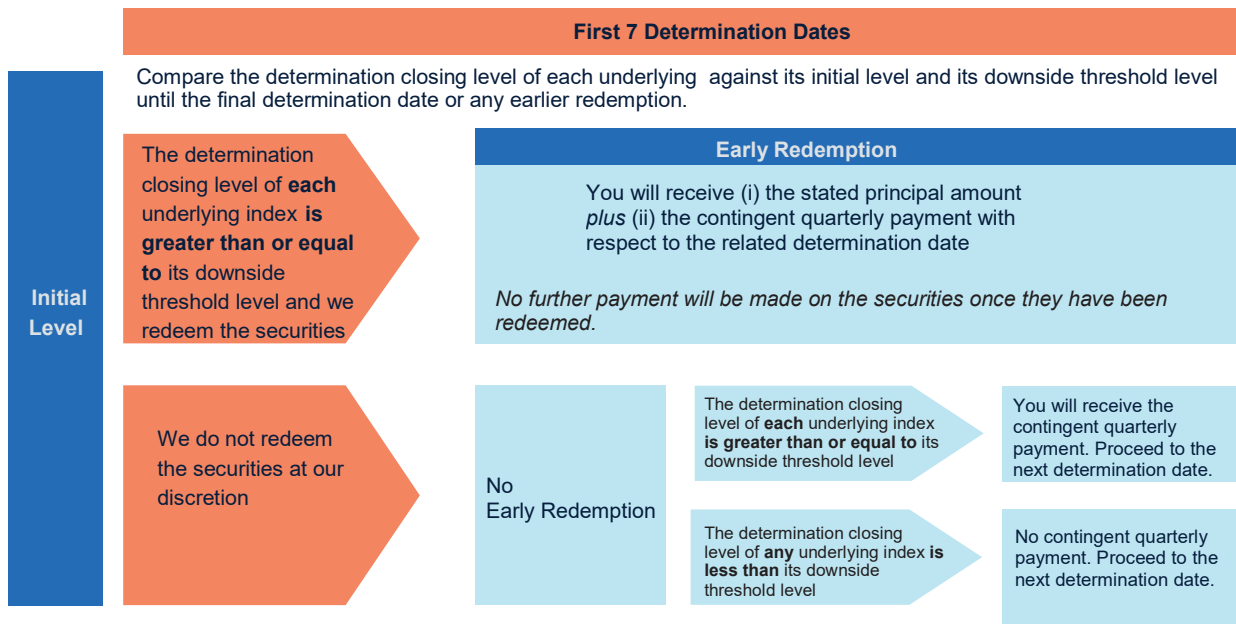 First 7 Determination Dates
Compare the determination closing level of each underlying against its initial level and its downside threshold level
until the final determination date or any earlier redemption.
Initial
Level
The determination
closing level of each
underlying index is
greater than or equal
to its downside
threshold level and we
redeem the securities
Early Redemption
You will receive (i) the stated principal amount
plus (ii) the contingent quarterly payment with
respect to the related determination date
No further payment will be made on the securities once they have been
redeemed.
We do not redeem
the securities at our
discretion
No
Early Redemption
The determination closing
level of each underlying index
is greater than or equal to its
downside threshold level
You will receive the
contingent quarterly
payment. Proceed to the
next determination date.
The determination closing
level of any underlying index is
less than its downside
threshold level
No contingent quarterly
payment. Proceed to the
next determination date.